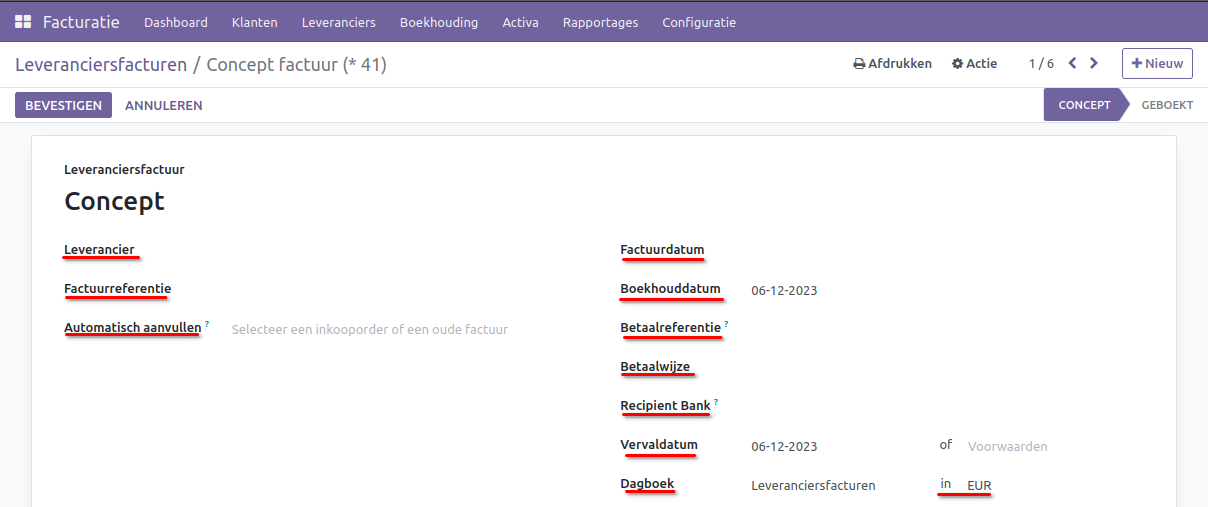 Facturatie Dashboard Klanten Leveranciers Boekhouding Activa Rapportages Configuratie
Leveranciersfacturen / Concept factuur (* 41) Afdrukken Actie 1 / 6 Nieuw
BEVESTIGEN ANNULEREN CONCEPT GEBOEKT
Leveranciersfactuur
Concept
Leverancier
Factuurreferentie
Automatisch aanvullen ? Selecteer een inkooporder of een oude factuur
Factuurdatum
Boekhouddatum 06-12-2023
Betaalreferentie ?
Betaalwijze
Recipient Bank ?
Vervaldatum 06-12-2023 of Voorwaarden
Dagboek Leveranciersfacturen in EUR